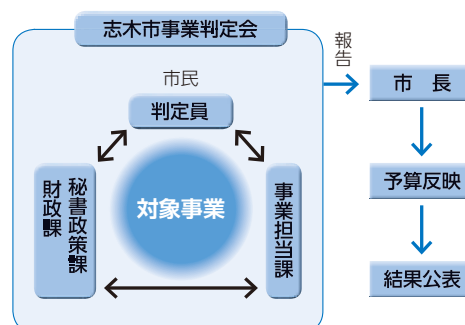 志木市事業判定会
報告
市民
判定員
市 長
秘書政策課
財政課
対象事業
事業担当課
予算反映
結果公表